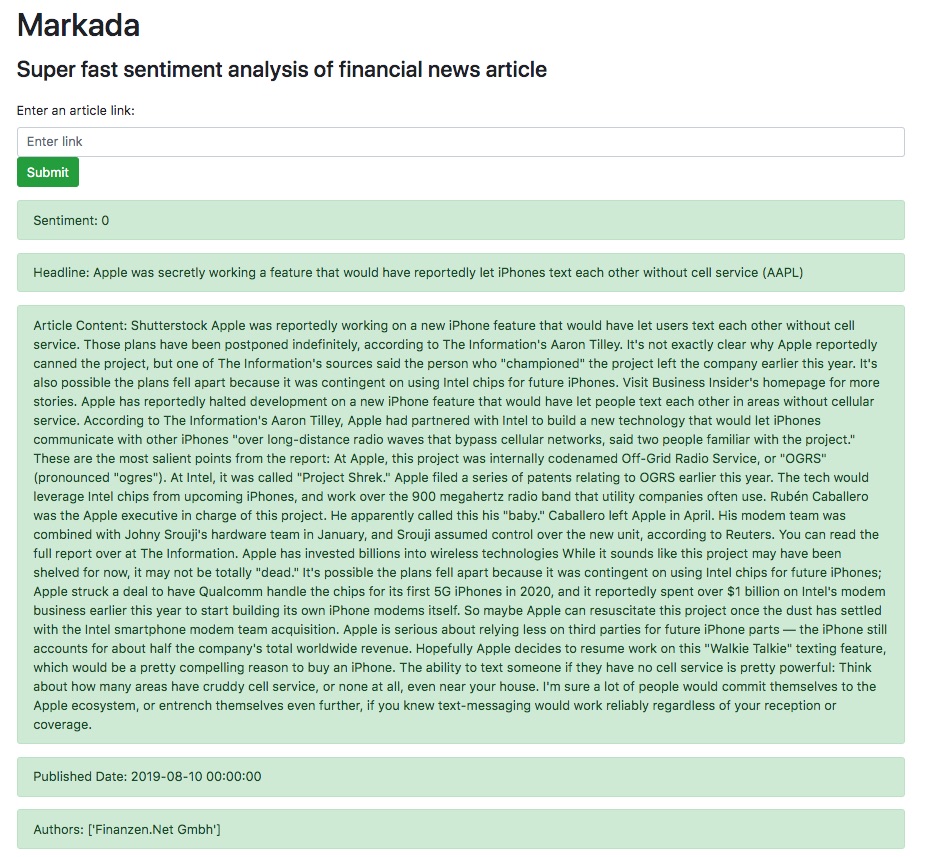 Markada
Super fast sentiment analysis of financial news article
Enter an article link:
Enter link
Submit
Sentiment: 0
Headline: Apple was secretly working a feature that would have reportedly let iPhones text each other without cell service (AAPL)
Article Content: Shutterstock Apple was reportedly working on a new iPhone feature that would have let users text each other without cell
service. Those plans have been postponed indefinitely, according to The Information's Aaron Tilley. It's not exactly clear why Apple reportedly
canned the project, but one of The Information's sources said the person who "championed" the project left the company earlier this year. It's
also possible the plans fell apart because it was contingent on using Intel chips for future iPhones. Visit Business Insider's homepage for more
stories. Apple has reportedly halted development on a new iPhone feature that would have let people text each other in areas without cellular
service. According to The Information's Aaron Tilley, Apple had partnered with Intel to build a new technology that would let iPhones
communicate with other iPhones "over long-distance radio waves that bypass cellular networks, said two people familiar with the project."
These are the most salient points from the report: At Apple, this project was internally codenamed Off-Grid Radio Service, or "OGRS"
(pronounced "ogres"). At Intel, it was called "Project Shrek." Apple filed a series of patents relating to OGRS earlier this year. The tech would
leverage Intel chips from upcoming iPhones, and work over the 900 megahertz radio band that utility companies often use. Rubén Caballero
was the Apple executive in charge of this project. He apparently called this his "baby." Caballero left Apple in April. His modem team was
combined with Johny Srouji's hardware team in January, and Srouji assumed control over the new unit, according to Reuters. You can read the
full report over at The Information. Apple has invested billions into wireless technologies While it sounds like this project may have been
shelved for now, it may not be totally "dead." It's possible the plans fell apart because it was contingent on using Intel chips for future iPhones;
Apple struck a deal to have Qualcomm handle the chips for its first 5G iPhones in 2020, and it reportedly spent over $1 billion on Intel's modem
business earlier this year to start building its own iPhone modems itself. So maybe Apple can resuscitate this project once the dust has settled
with the Intel smartphone modem team acquisition. Apple is serious about relying less on third parties for future iPhone parts — the iPhone still
accounts for about half the company's total worldwide revenue. Hopefully Apple decides to resume work on this "Walkie Talkie" texting feature,
which would be a pretty compelling reason to buy an iPhone. The ability to text someone if they have no cell service is pretty powerful: Think
about how many areas have cruddy cell service, or none at all, even near your house. I'm sure a lot of people would commit themselves to the
Apple ecosystem, or entrench themselves even further, if you knew text-messaging would work reliably regardless of your reception or
coverage.
Published Date: 2019-08-10 00:00:00
Authors: ['Finanzen.Net Gmbh']